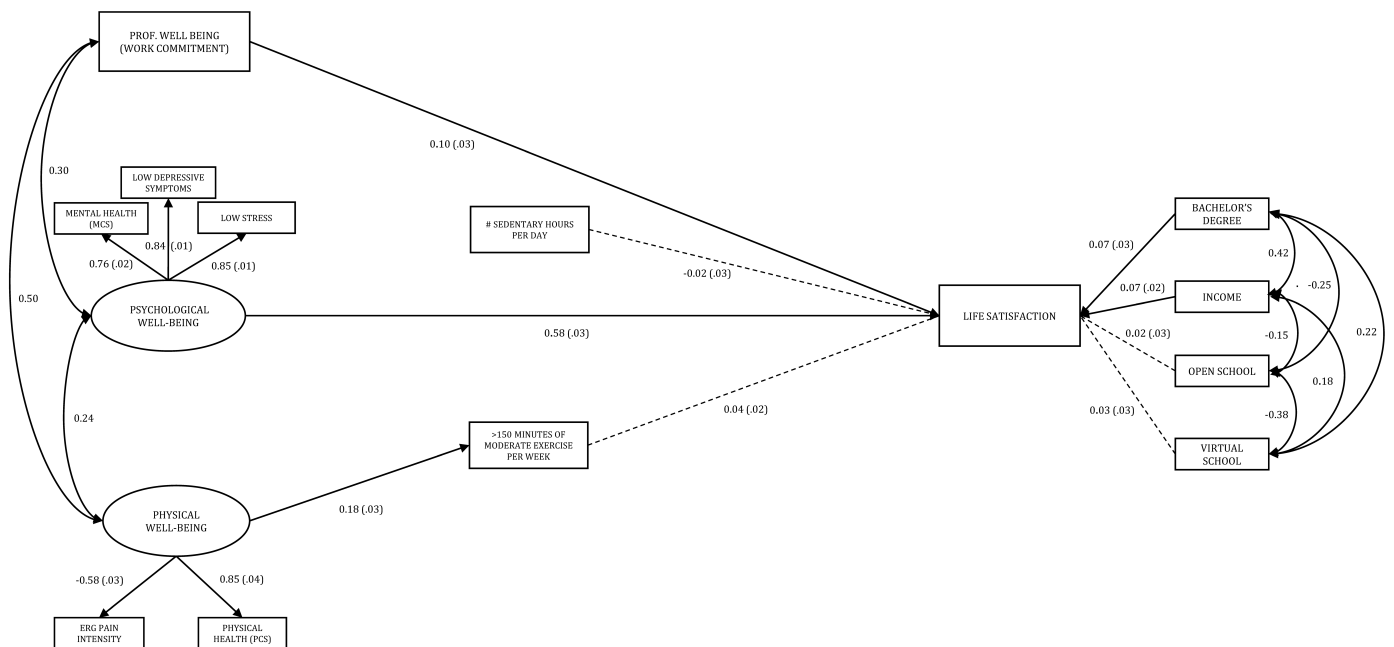 PROF. WELL BEING
(WORK COMMITMENT)
0.10 (.03)
0.30
LOW DEPRESSIVE
SYMPTOMS
MENTAL HEALTH
(MCS)
LOW STRESS
0.84 (.01)
0.76 (.02)
0.85 (.01)
# SEDENTARY HOURS
PER DAY
-0.02 (.03)
BACHELOR'S
DEGREE
0.07 (.03)
0.42
-0.25
0.07 (.02)
INCOME
0.50
PSYCHOLOGICAL
WELL-BEING
0.58 (.03)
LIFE SATISFACTION
0.02 (.03)
-0.15
0.22
OPEN SCHOOL
0.18
0.24
0.04 (.02)
0.03 (.03)
-0.38
>150 MINUTES OF
MODERATE EXERCISE
PER WEEK
VIRTUAL
SCHOOL
PHYSICAL
WELL-BEING
0.18 (.03)
-0.58 (.03)
0.85 (.04)
ERG PAIN
INTENSITY
PHYSICAL
HEALTH (PCS)